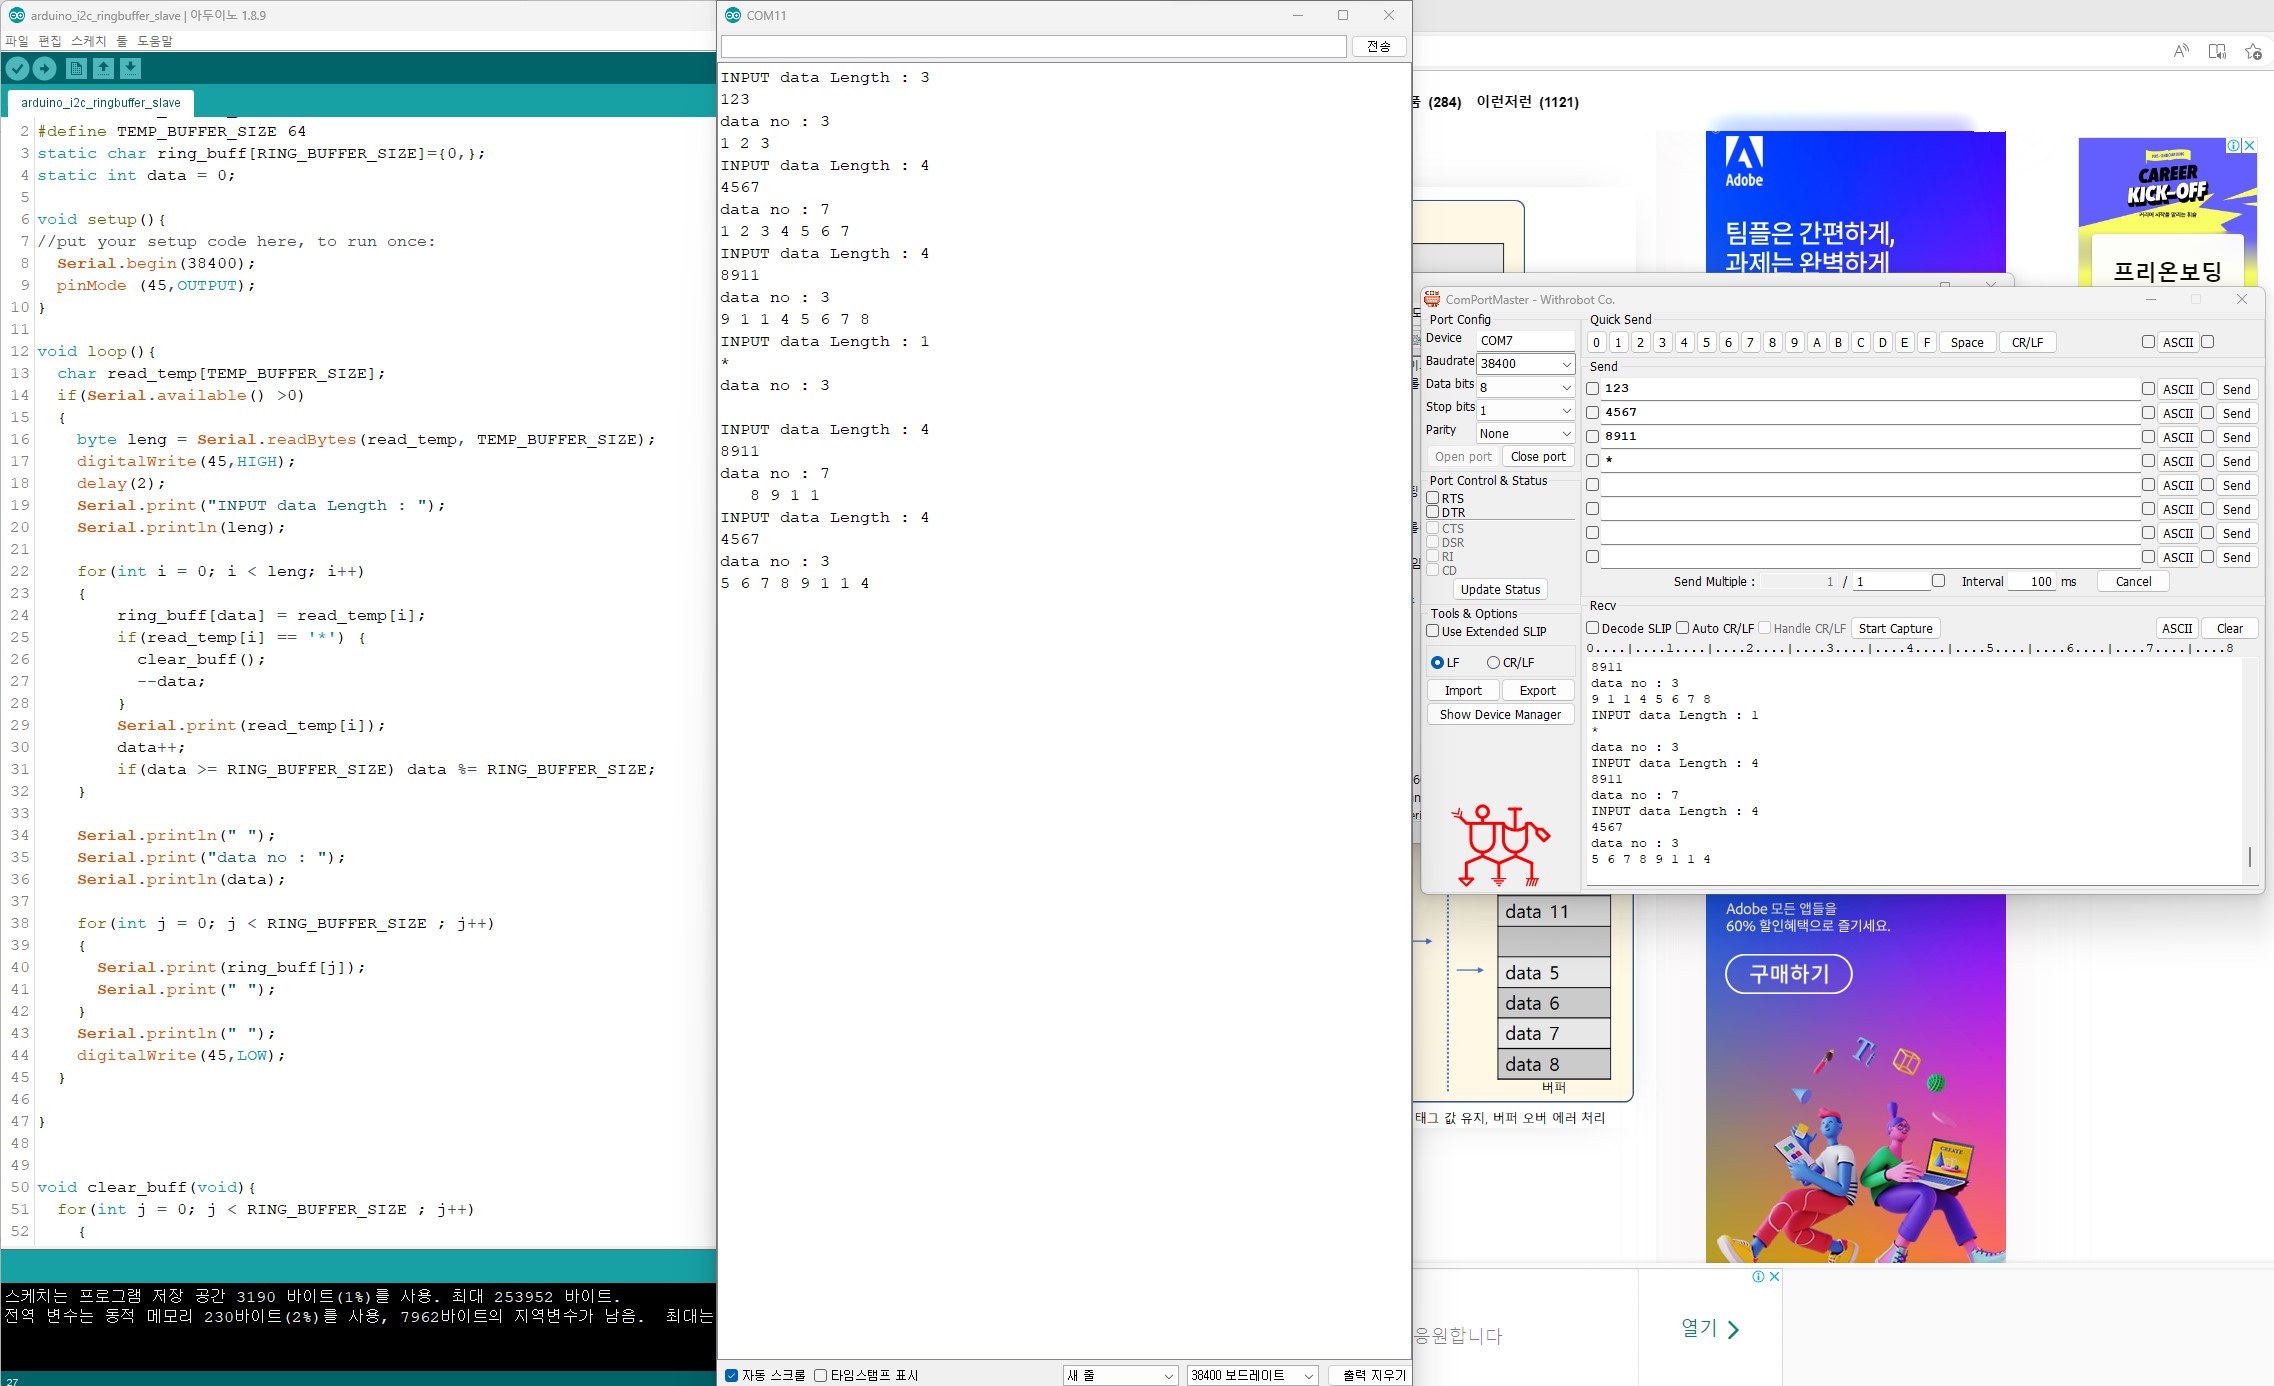 arduino_i2c_ringbuffer_slave | 아두이노 1.8.9
파일 편집 스케치 툴 도움말
arduino_i2c_ringbuffer_slave
2 #define TEMP_BUFFER_SIZE 64
3 static char ring_buff[RING_BUFFER_SIZE]={0,};
4 static int data = 0;
5
6 void setup(){
7 //put your setup code here, to run once:
8   Serial.begin(38400);
9   pinMode (45,OUTPUT);
10 }
11
12 void loop(){
13   char read_temp[TEMP_BUFFER_SIZE];
14   if(Serial.available() >0)
15   {
16     byte leng = Serial.readBytes(read_temp, TEMP_BUFFER_SIZE);
17     digitalWrite(45,HIGH);
18     delay(2);
19     Serial.print("INPUT data Length : ");
20     Serial.println(leng);
21
22     for(int i = 0; i < leng; i++)
23     {
24         ring_buff[data] = read_temp[i];
25         if(read_temp[i] == '*') {
26           clear_buff();
27           --data;
28         }
29         Serial.print(read_temp[i]);
30         data++;
31         if(data >= RING_BUFFER_SIZE) data %= RING_BUFFER_SIZE;
32     }
33
34     Serial.println(" ");
35     Serial.print("data no : ");
36     Serial.println(data);
37
38     for(int j = 0; j < RING_BUFFER_SIZE ; j++)
39     {
40       Serial.print(ring_buff[j]);
41       Serial.print(" ");
42     }
43     Serial.println(" ");
44     digitalWrite(45,LOW);
45   }
46
47 }
48
49
50 void clear_buff(void){
51   for(int j = 0; j < RING_BUFFER_SIZE ; j++)
52     {
스케치는 프로그램 저장 공간 3190 바이트(1%)를 사용. 최대 253952 바이트.
전역 변수는 동적 메모리 230바이트(2%)를 사용, 7962바이트의 지역변수가 남음.  최대는
27
COM11
전송
INPUT data Length : 3
123
data no : 3
1 2 3
INPUT data Length : 4
4567
data no : 7
1 2 3 4 5 6 7
INPUT data Length : 4
8911
data no : 3
9 1 1 4 5 6 7 8
INPUT data Length : 1
*
data no : 3
INPUT data Length : 4
8911
data no : 7
   8 9 1 1
INPUT data Length : 4
4567
data no : 3
5 6 7 8 9 1 1 4
자동 스크롤 타임스탬프 표시 새 줄 38400 보드레이트 출력 지우기
품 (284) 이런저런 (1121)
Adobe
팀플은 간편하게,
과제는 완벽하게
CAREER
KICK-OFF
프리온보딩
ComPortMaster - Withrobot Co.
Port Config
Device COM7
Baudrate 38400
Data bits 8
Stop bits 1
Parity None
Open port Close port
Port Control & Status
RTS
DTR
CTS
DSR
RI
CD
Update Status
Tools & Options
Use Extended SLIP
LF CR/LF
Import Export
Show Device Manager
Quick Send
0 1 2 3 4 5 6 7 8 9 A B C D E F Space CR/LF ASCII
Send
123 ASCII Send
4567 ASCII Send
8911 ASCII Send
* ASCII Send
ASCII Send
ASCII Send
ASCII Send
ASCII Send
Send Multiple : 1 / 1 Interval 100 ms Cancel
Recv
Decode SLIP Auto CR/LF Handle CR/LF Start Capture ASCII Clear
0....|....1....|....2....|....3....|....4....|....5....|....6....|....7....|....8
8911
data no : 3
9 1 1 4 5 6 7 8
INPUT data Length : 1
*
data no : 3
INPUT data Length : 4
8911
data no : 7
INPUT data Length : 4
4567
data no : 3
5 6 7 8 9 1 1 4
data 11
data 5
data 6
data 7
data 8
버퍼
태그 값 유지, 버퍼 오버 에러 처리
Adobe 모든 앱들을
60% 할인혜택으로 즐기세요.
구매하기
CREATE
응원합니다
열기